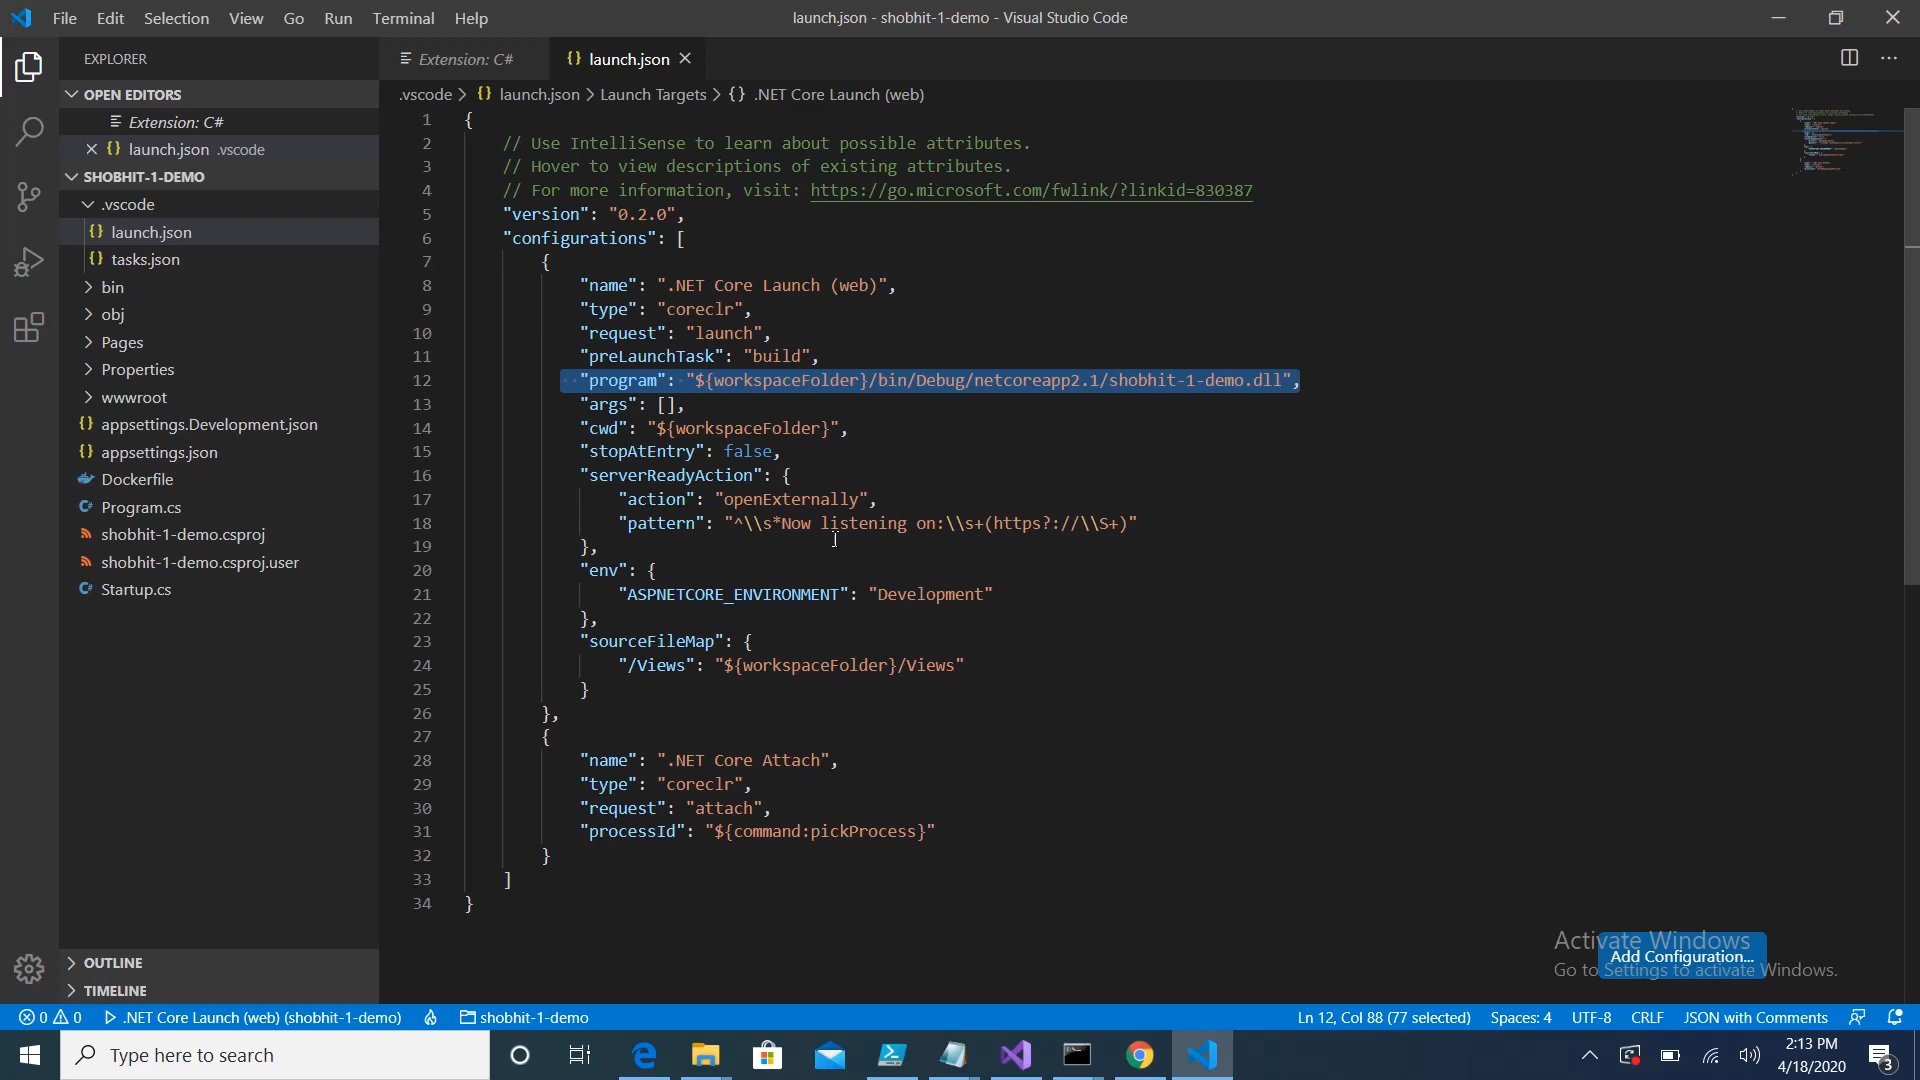 File Edit Selection View Go Run Terminal Help
launch.json - shobhit-1-demo - Visual Studio Code
EXPLORER
OPEN EDITORS
Extension: C#
launch.json .vscode
SHOBHIT-1-DEMO
.vscode
launch.json
tasks.json
bin
obj
Pages
Properties
wwwroot
appsettings.Development.json
appsettings.json
Dockerfile
Program.cs
shobhit-1-demo.csproj
shobhit-1-demo.csproj.user
Startup.cs
OUTLINE
TIMELINE
Extension: C#
launch.json
.vscode > launch.json > Launch Targets > {} .NET Core Launch (web)
1 {
2 // Use IntelliSense to learn about possible attributes.
3 // Hover to view descriptions of existing attributes.
4 // For more information, visit: https://go.microsoft.com/fwlink/?linkid=830387
5 "version": "0.2.0",
6 "configurations": [
7 {
8 "name": ".NET Core Launch (web)",
9 "type": "coreclr",
10 "request": "launch",
11 "preLaunchTask": "build",
12 "program": "${workspaceFolder}/bin/Debug/netcoreapp2.1/shobhit-1-demo.dll",
13 "args": [],
14 "cwd": "${workspaceFolder}",
15 "stopAtEntry": false,
16 "serverReadyAction": {
17 "action": "openExternally",
18 "pattern": "^\\s*Now listening on:\\s+(https?://\\S+)"
19 },
20 "env": {
21 "ASPNETCORE_ENVIRONMENT": "Development"
22 },
23 "sourceFileMap": {
24 "/Views": "${workspaceFolder}/Views"
25 }
26 },
27 {
28 "name": ".NET Core Attach",
29 "type": "coreclr",
30 "request": "attach",
31 "processId": "${command:pickProcess}"
32 }
33 ]
34 }
Activate Windows
Add Configuration...
Go to Settings to activate Windows.
0 0 .NET Core Launch (web) (shobhit-1-demo) shobhit-1-demo
Ln 12, Col 88 (77 selected) Spaces: 4 UTF-8 CRLF JSON with Comments
Type here to search
2:13 PM
4/18/2020
3